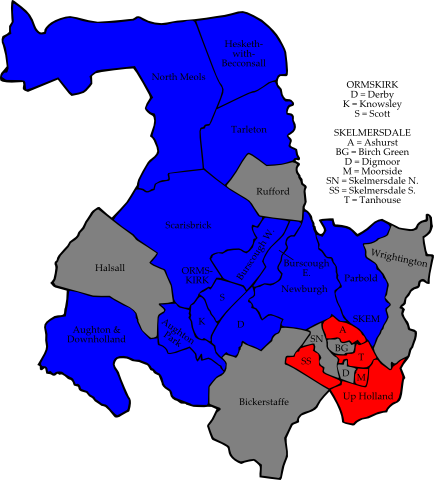 Hesketh-
with-
Becconsall
North Meols
Tarleton
ORMSKIRK
D = Derby
K = Knowsley
S = Scott
SKELMERSDALE
A = Ashurst
BG = Birch Green
D = Digmoor
M = Moorside
SN = Skelmersdale N.
SS = Skelmersdale S.
T = Tanhouse
Rufford
Scarisbrick
Burscough W.
Wrightington
Halsall
ORMS
KIRK
Burscough
E
Newburgh
Parbold
S
SKEM
Aughton &
Downholland
Aughton
Park
K
D
A
SN
BG
T
SS
D
M
Bickerstaffe
Up Holland